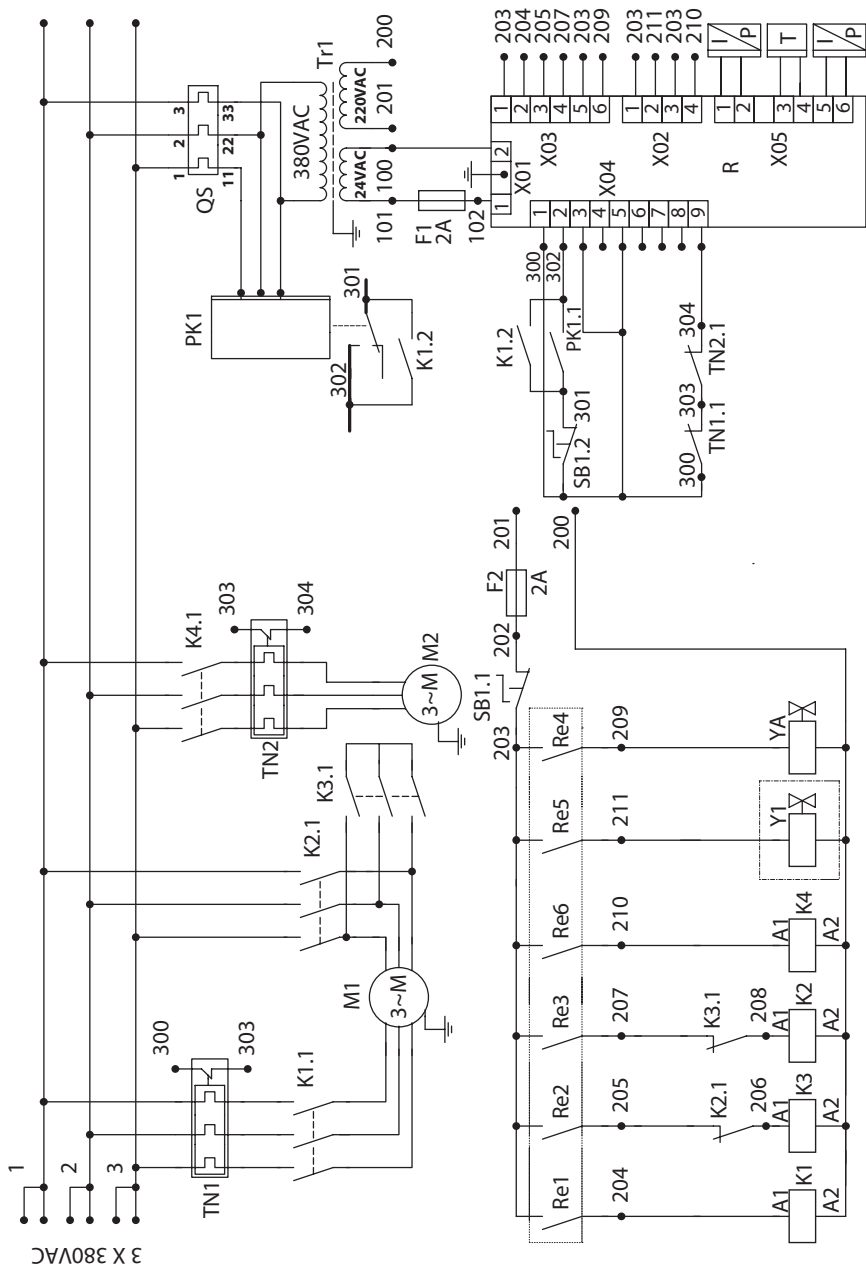 3 X 380VAC
1
2
3
TN1
300
303
K1.1
M1
3~M
K2.1
K3.1
K4.1
TN2
303
304
3~M
M2
PK1
302
301
K1.2
QS
1
2
3
11
22
33
380VAC
Tr1
24VAC
220VAC
101
100
201
200
F1
2A
102
X01
1
2
X03
1
2
3
4
5
6
203
204
205
207
203
209
X02
1
2
3
4
203
211
203
210
X04
1
2
3
4
5
6
7
8
9
R
X05
1
2
3
4
5
6
I
P
T
I
P
300
302
K1.2
PK1.1
SB1.2
301
300
TN1.1
303
TN2.1
304
201
F2
2A
202
SB1.1
203
200
Re1
Re2
Re3
Re6
Re5
Re4
204
205
207
210
211
209
K2.1
206
K3.1
208
A1
K1
A2
A1
K3
A2
A1
K2
A2
A1
K4
A2
Y1
YA